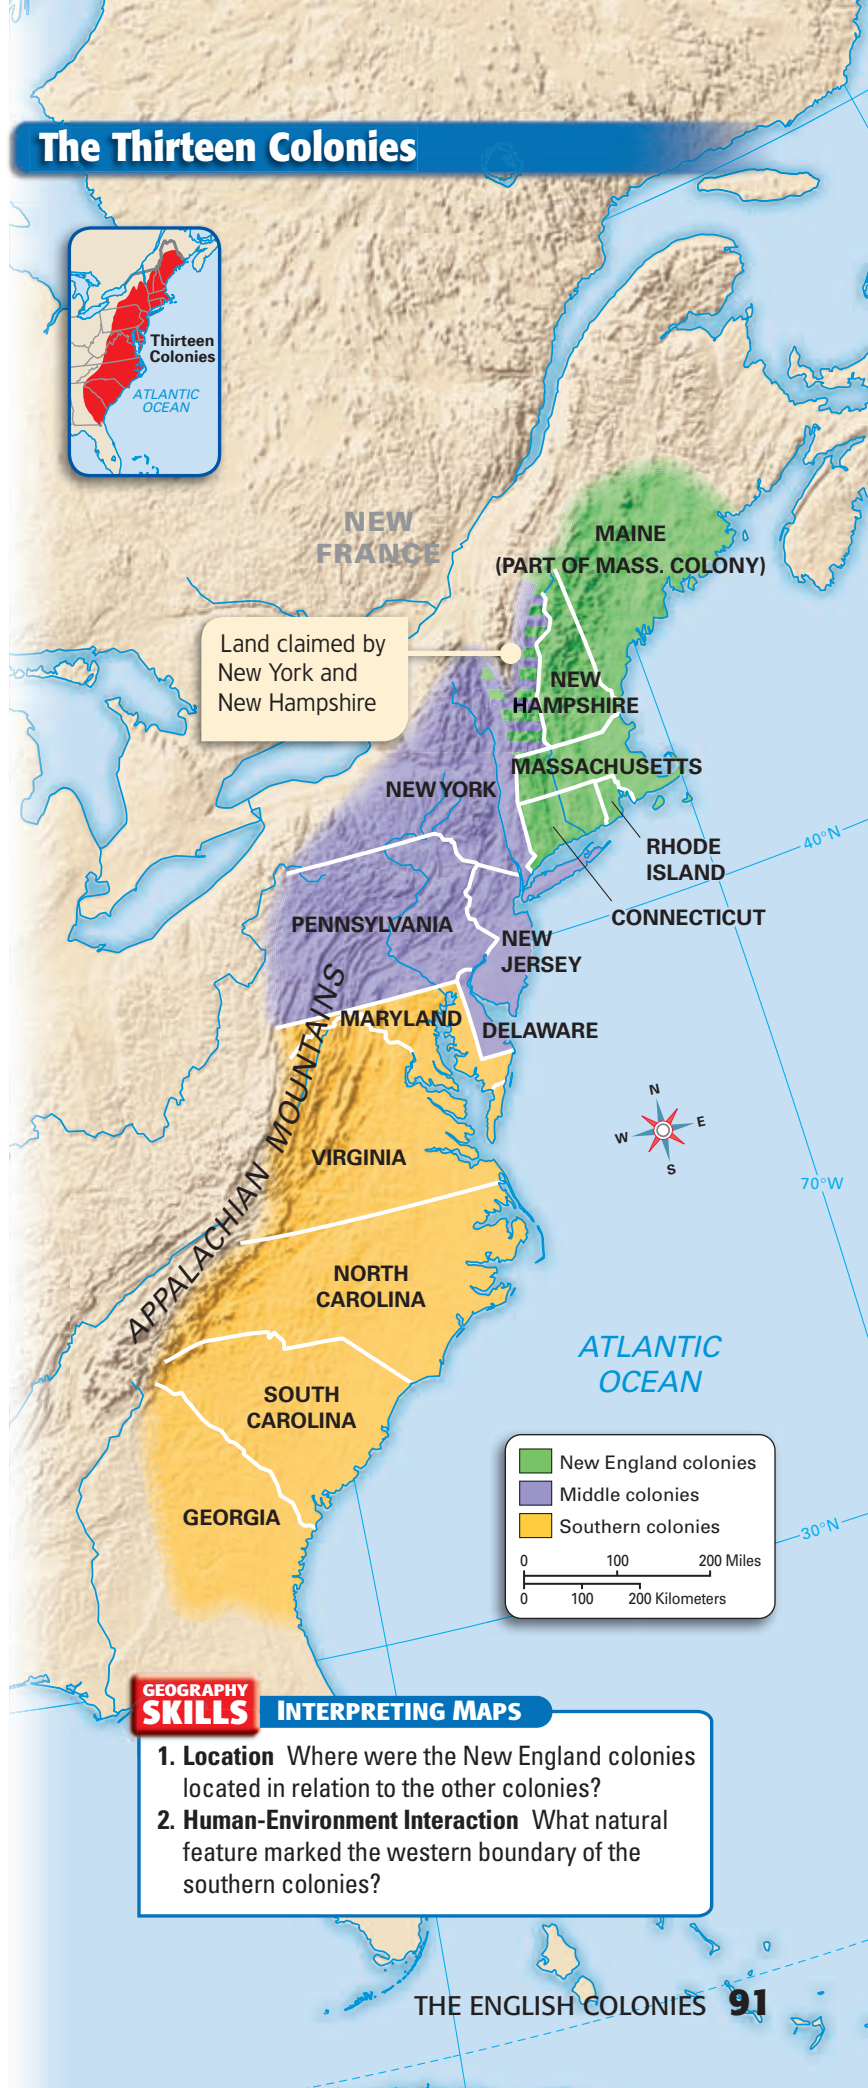 The Thirteen Colonies
Thirteen
Colonies
ATLANTIC
OCEAN
NEW
FRANCE
MAINE
(PART OF MASS. COLONY)
Land claimed by
New York and
New Hampshire
NEW
HAMPSHIRE
MASSACHUSETTS
NEW YORK
RHODE
ISLAND
40°N
CONNECTICUT
PENNSYLVANIA
NEW
JERSEY
MARYLAND
DELAWARE
APPALACHIAN MOUNTAINS
N
W
E
S
VIRGINIA
70°W
NORTH
CAROLINA
ATLANTIC
OCEAN
SOUTH
CAROLINA
GEORGIA
New England colonies
Middle colonies
Southern colonies
0 100 200 Miles
0 100 200 Kilometers
30°N
GEOGRAPHY
SKILLS
INTERPRETING MAPS
1. Location Where were the New England colonies
located in relation to the other colonies?
2. Human-Environment Interaction What natural
feature marked the western boundary of the
southern colonies?
THE ENGLISH COLONIES 91